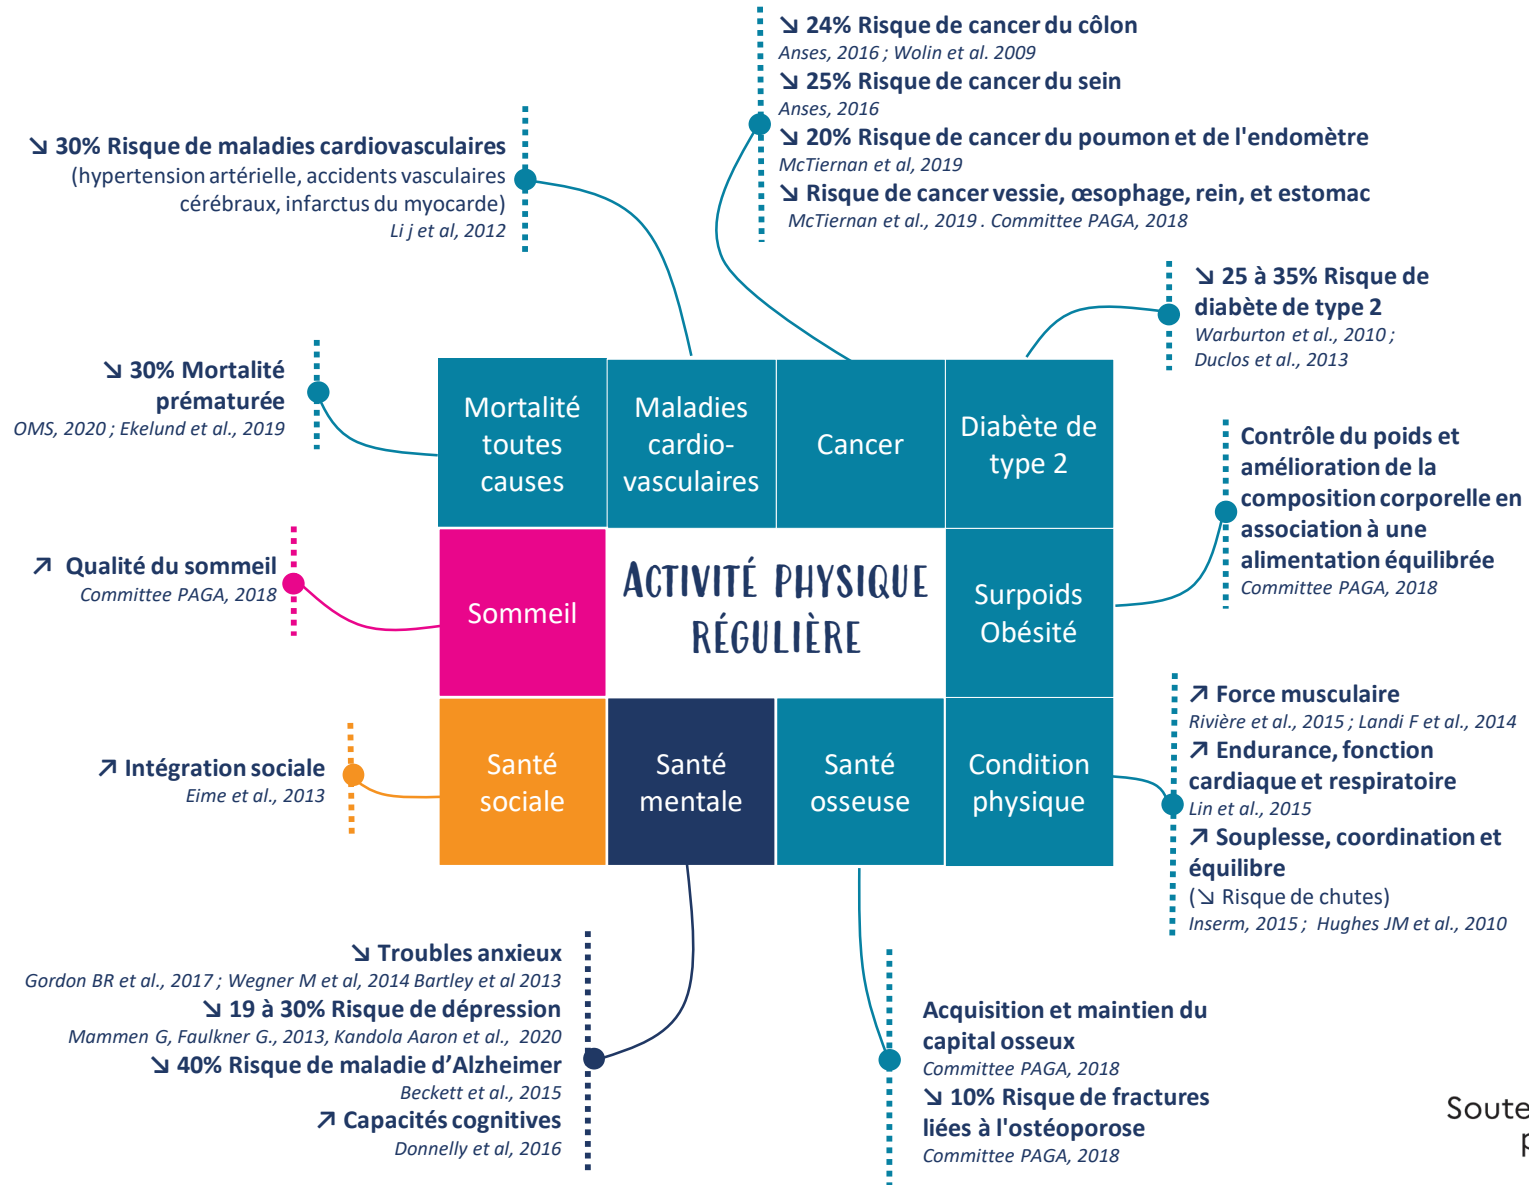 ↘ 24% Risque de cancer du côlon
Anses, 2016 ; Wolin et al. 2009
↘ 25% Risque de cancer du sein
Anses, 2016
↘ 20% Risque de cancer du poumon et de l'endomètre
McTiernan et al, 2019
↘ Risque de cancer vessie, œsophage, rein, et estomac
McTiernan et al., 2019 . Committee PAGA, 2018
↘ 30% Risque de maladies cardiovasculaires
(hypertension artérielle, accidents vasculaires
cérébraux, infarctus du myocarde)
Li j et al, 2012
↘ 25 à 35% Risque de
diabète de type 2
Warburton et al., 2010 ;
Duclos et al., 2013
↘ 30% Mortalité
prématurée
OMS, 2020 ; Ekelund et al., 2019
Mortalité
toutes
causes
Maladies
cardio-
vasculaires
Cancer
Diabète de
type 2
Contrôle du poids et
amélioration de la
composition corporelle en
association à une
alimentation équilibrée
Committee PAGA, 2018
↗ Qualité du sommeil
Committee PAGA, 2018
Sommeil
ACTIVITÉ PHYSIQUE
RÉGULIÈRE
Surpoids
Obésité
↗ Force musculaire
Rivière et al., 2015 ; Landi F et al., 2014
↗ Endurance, fonction
cardiaque et respiratoire
Lin et al., 2015
↗ Souplesse, coordination et
équilibre
(↘ Risque de chutes)
Inserm, 2015 ; Hughes JM et al., 2010
↗ Intégration sociale
Eime et al., 2013
Santé
sociale
Santé
mentale
Santé
osseuse
Condition
physique
↘ Troubles anxieux
Gordon BR et al., 2017 ; Wegner M et al, 2014 Bartley et al 2013
↘ 19 à 30% Risque de dépression
Mammen G, Faulkner G., 2013, Kandola Aaron et al., 2020
↘ 40% Risque de maladie d’Alzheimer
Beckett et al., 2015
↗ Capacités cognitives
Donnelly et al, 2016
Acquisition et maintien du
capital osseux
Committee PAGA, 2018
↘ 10% Risque de fractures
liées à l'ostéoporose
Committee PAGA, 2018
Soute
p